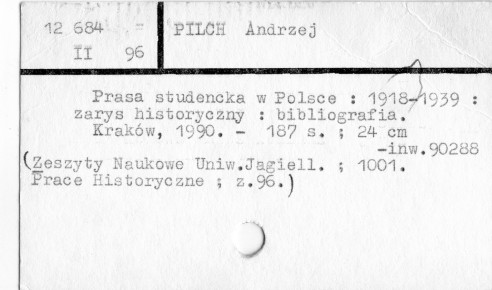 12 684 =
PILCH Andrzej
II 96
Prasa studencka w Polsce : 1918-1939 :
zarys historyczny : bibliografia.
Kraków, 1990. - 187 s. ; 24 cm
-inw.90288
(Zeszyty Naukowe Uniw.Jagiell. ; 1001.
Prace Historyczne ; z.96.)